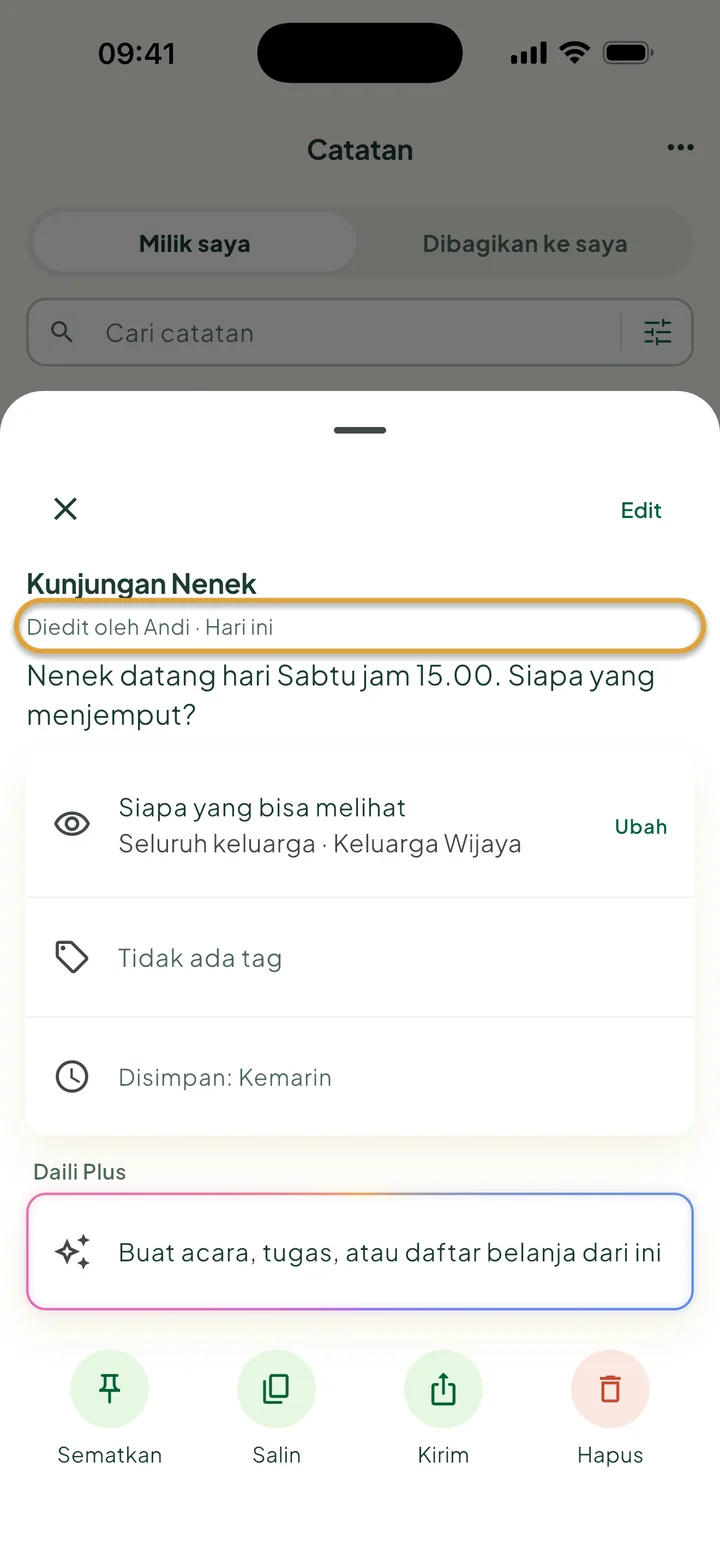 09:41
Catatan
Milik saya
Dibagikan ke saya
Cari catatan
Edit
Kunjungan Nenek
Diedit oleh Andi · Hari ini
Nenek datang hari Sabtu jam 15.00. Siapa yang
menjemput?
Siapa yang bisa melihat
Seluruh keluarga · Keluarga Wijaya
Ubah
Tidak ada tag
Disimpan: Kemarin
Daili Plus
Buat acara, tugas, atau daftar belanja dari ini
Sematkan
Salin
Kirim
Hapus